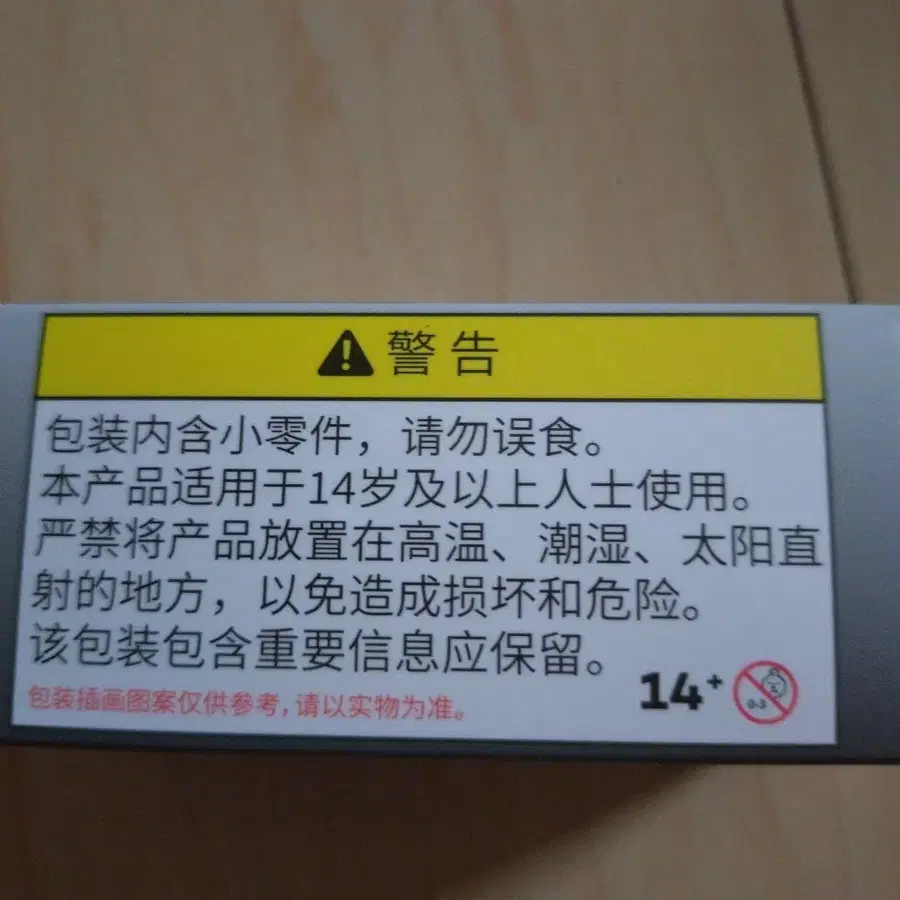 警告
包装内含小零件，请勿误食。
本产品适用于14岁及以上人士使用。
严禁将产品放置在高温、潮湿、太阳直
射的地方，以免造成损坏和危险。
该包装包含重要信息应保留。
包装插画图案仅供参考，请以实物为准。
14+
0-3